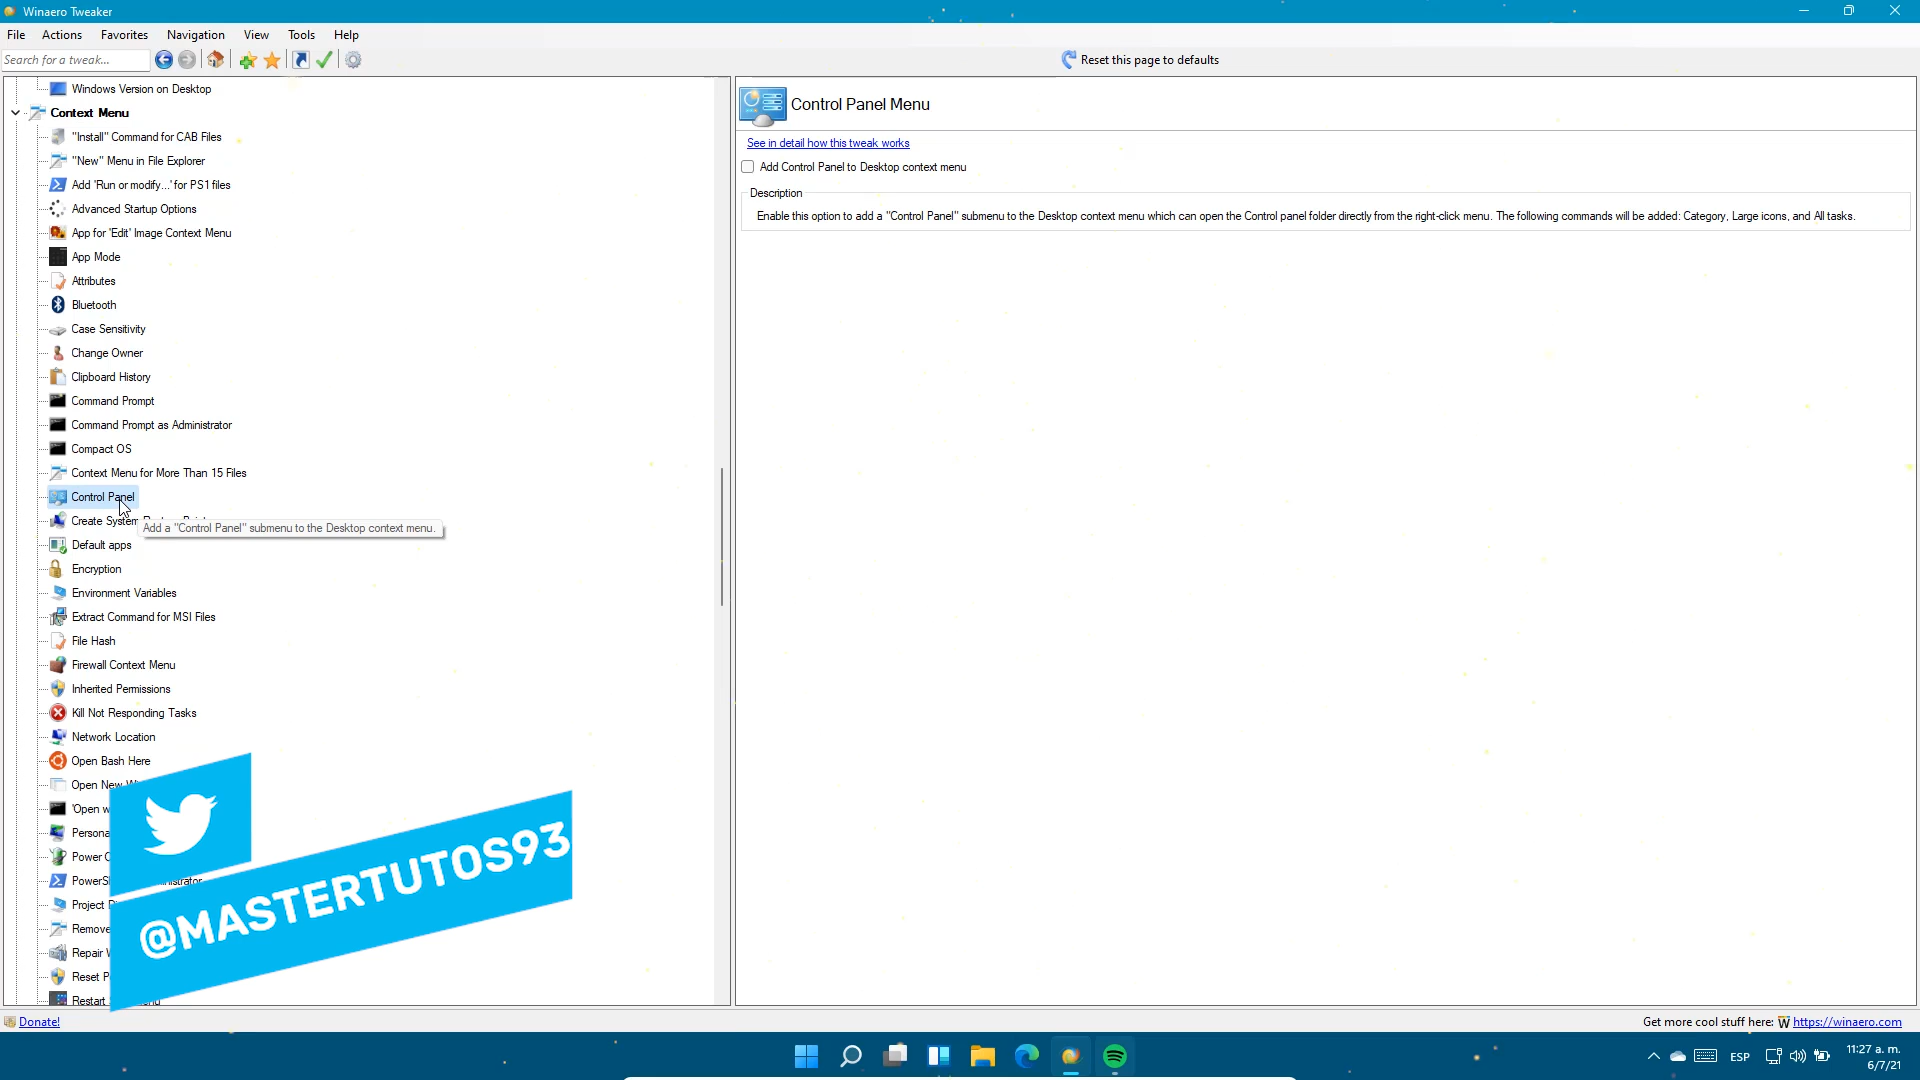 Winaero Tweaker
File Actions Favorites Navigation View Tools Help
Search for a tweak...
Reset this page to defaults
Windows Version on Desktop
Context Menu
"Install" Command for CAB Files
"New" Menu in File Explorer
Add 'Run or modify...' for PS1 files
Advanced Startup Options
App for 'Edit' Image Context Menu
App Mode
Attributes
Bluetooth
Case Sensitivity
Change Owner
Clipboard History
Command Prompt
Command Prompt as Administrator
Compact OS
Context Menu for More Than 15 Files
Control Panel
Create System
Add a "Control Panel" submenu to the Desktop context menu.
Default apps
Encryption
Environment Variables
Extract Command for MSI Files
File Hash
Firewall Context Menu
Inherited Permissions
Kill Not Responding Tasks
Network Location
Open Bash Here
Open New
'Open
Power
Project
Remove
Repair
Reset
Restart
@MASTERTUTOS93
Control Panel Menu
See in detail how this tweak works
Add Control Panel to Desktop context menu
Description
Enable this option to add a "Control Panel" submenu to the Desktop context menu which can open the Control panel folder directly from the right-click menu. The following commands will be added: Category, Large icons, and All tasks.
Donate!
Get more cool stuff here: W https://winaero.com
ESP
11:27 a. m.
6/7/21